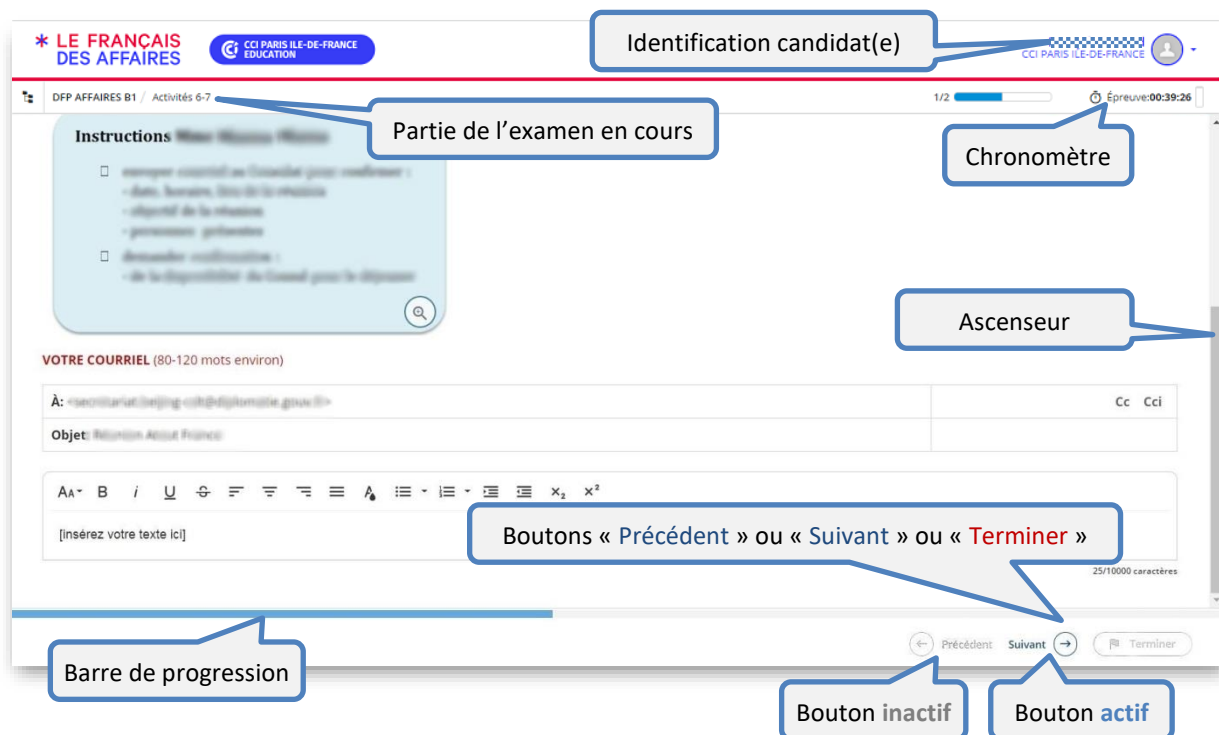 Identification candidat(e)
* LE FRANÇAIS
DES AFFAIRES
CCI PARIS ILE-DE-FRANCE
EDUCATION
CCI PARIS ILE-DE-FRANCE
DFP AFFAIRES B1 / Activités 6-7
1/2
Épreuve:00:39:26
Partie de l'examen en cours
Chronomètre
Instructions
Ascenseur
VOTRE COURRIEL (80-120 mots environ)
À:
Cc Cci
Objet
[insérez votre texte ici]
Boutons « Précédent » ou « Suivant » ou « Terminer »
25/10000 caractères
Précédent Suivant Terminer
Barre de progression
Bouton inactif
Bouton actif